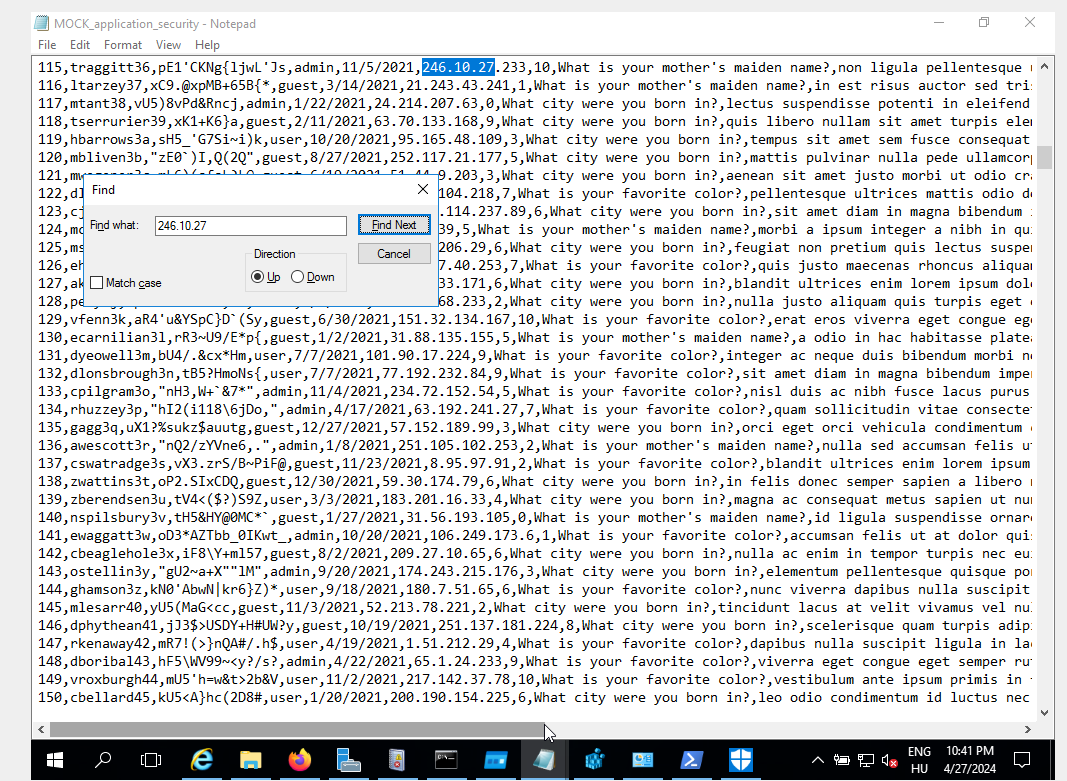 MOCK_application_security - Notepad
File Edit Format View Help
115,traggitt36,pE1'CKNg{ljwL'Js,admin,11/5/2021,246.10.27.233,10,What is your mother's maiden name?,non ligula pellentesque
116,ltarzey37,xC9.@xpMB+65B{*,guest,3/14/2021,21.243.43.241,1,What is your mother's maiden name?,in est risus auctor sed tris
117,mtant38,vU5)8vPd&Rncj,admin,1/22/2021,24.214.207.63,0,What city were you born in?,lectus suspendisse potenti in eleifend
118,tserrurier39,xK1+K6}a,guest,2/11/2021,63.70.133.168,9,What city were you born in?,quis libero nullam sit amet turpis eler
119,hbarrows3a,sH5_'G7Si~i)k,user,10/20/2021,95.165.48.109,3,What city were you born in?,tempus sit amet sem fusce consequat
120,mbliven3b,"zE0`)I,Q(2Q",guest,8/27/2021,252.117.21.177,5,What city were you born in?,mattis pulvinar nulla pede ullamcorp
121, 9.203,3,What city were you born in?,aenean sit amet justo morbi ut odio cra
Find
122,dl 104.218,7,What is your favorite color?,pellentesque ultrices mattis odio d
123,cj .114.237.89,6,What city were you born in?,sit amet diam in magna bibendum
Find what: 246.10.27 Find Next
124,mc 39,5,What is your mother's maiden name?,morbi a ipsum integer a nibh in qu
125,ms 206.29,6,What city were you born in?,feugiat non pretium quis lectus suspen
Direction Cancel
126,eh 7.40.253,7,What is your favorite color?,quis justo maecenas rhoncus aliquan
Match case Up Down
127,ak 33.171,6,What city were you born in?,blandit ultrices enim lorem ipsum dol
128,pe 68.233,2,What city were you born in?,nulla justo aliquam quis turpis eget
129,vfenn3k,aR4'u&YSpC}D`(Sy,guest,6/30/2021,151.32.134.167,10,What is your favorite color?,erat eros viverra eget congue ege
130,ecarnilian3l,rR3~U9/E*p{,guest,1/2/2021,31.88.135.155,5,What is your mother's maiden name?,a odio in hac habitasse platea
131,dyeowell3m,bU4/.&cx*Hm,user,7/7/2021,101.90.17.224,9,What is your favorite color?,integer ac neque duis bibendum morbi n
132,dlonsbrough3n,tB5?HmoNs{,user,7/7/2021,77.192.232.84,9,What is your favorite color?,sit amet diam in magna bibendum impe
133,cpilgram3o,"nH3,W+`&7*",admin,11/4/2021,234.72.152.54,5,What is your favorite color?,nisl duis ac nibh fusce lacus purus
134,rhuzzey3p,"hI2(i118\6jDo,",admin,4/17/2021,63.192.241.27,7,What is your favorite color?,quam sollicitudin vitae consectet
135,gagg3q,uX1?%sukz$auutg,guest,12/27/2021,57.152.189.99,3,What city were you born in?,orci eget orci vehicula condimentum
136,awescott3r,"nQ2/zYVne6,.",admin,1/8/2021,251.105.102.253,2,What is your mother's maiden name?,nulla sed accumsan felis ut
137,cswatradge3s,vX3.zrS/B~PiF@,guest,11/23/2021,8.95.97.91,2,What is your favorite color?,blandit ultrices enim lorem ipsum
138,zwattins3t,oP2.SIxCDQ,guest,12/30/2021,59.30.174.79,6,What city were you born in?,in felis donec semper sapien a libero
139,zberendsen3u,tV4<($?)S9Z,user,3/3/2021,183.201.16.33,4,What city were you born in?,magna ac consequat metus sapien ut nu
140,nspilsbury3v,tH5&HY@0MC*`,guest,1/27/2021,31.56.193.105,0,What is your mother's maiden name?,id ligula suspendisse ornar
141,ewaggatt3w,oD3*AZTbb_0IKwt_,admin,10/20/2021,106.249.173.6,1,What is your favorite color?,accumsan felis ut at dolor quis
142,cbeaglehole3x,iF8\Y+ml57,guest,8/2/2021,209.27.10.65,6,What city were you born in?,nulla ac enim in tempor turpis nec eu
143,ostellin3y,"gU2~a+X""lM",admin,9/20/2021,174.243.215.176,3,What city were you born in?,elementum pellentesque quisque po
144,ghamson3z,kN0'AbwN|kr6}Z)*,user,9/18/2021,180.7.51.65,6,What city were you born in?,nunc viverra dapibus nulla suscipit
145,mlesarr40,yU5(MaG<cc,guest,11/3/2021,52.213.78.221,2,What city were you born in?,tincidunt lacus at velit vivamus vel nul
146,dphythean41,jJ3$>USDY+H#UW?y,guest,10/19/2021,251.137.181.224,8,What city were you born in?,scelerisque quam turpis adip
147,rkenaway42,mR7!(>}nQA#/.h$,user,4/19/2021,1.51.212.29,4,What is your favorite color?,dapibus nulla suscipit ligula in la
148,dboribal43,hF5\WV99~<y?/s?,admin,4/22/2021,65.1.24.233,9,What is your favorite color?,viverra eget congue eget semper ru
149,vroxburgh44,mU5'h=w&t>2b&V,user,11/2/2021,217.142.37.78,10,What is your favorite color?,vestibulum ante ipsum primis in
150,cbellard45,kU5<A}hc(2D8#,user,1/20/2021,200.190.154.225,6,What city were you born in?,leo odio condimentum id luctus nec
ENG 10:41 PM
HU 4/27/2024